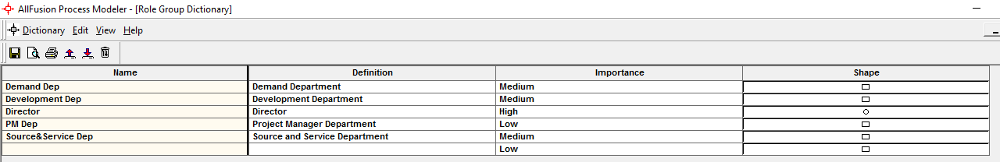 AllFusion Process Modeler - [Role Group Dictionary]
Dictionary Edit View Help
Name Definition Importance Shape
Demand Dep Demand Department Medium
Development Dep Development Department Medium
Director Director High
PM Dep Project Manager Department Low
Source&Service Dep Source and Service Department Medium
Low